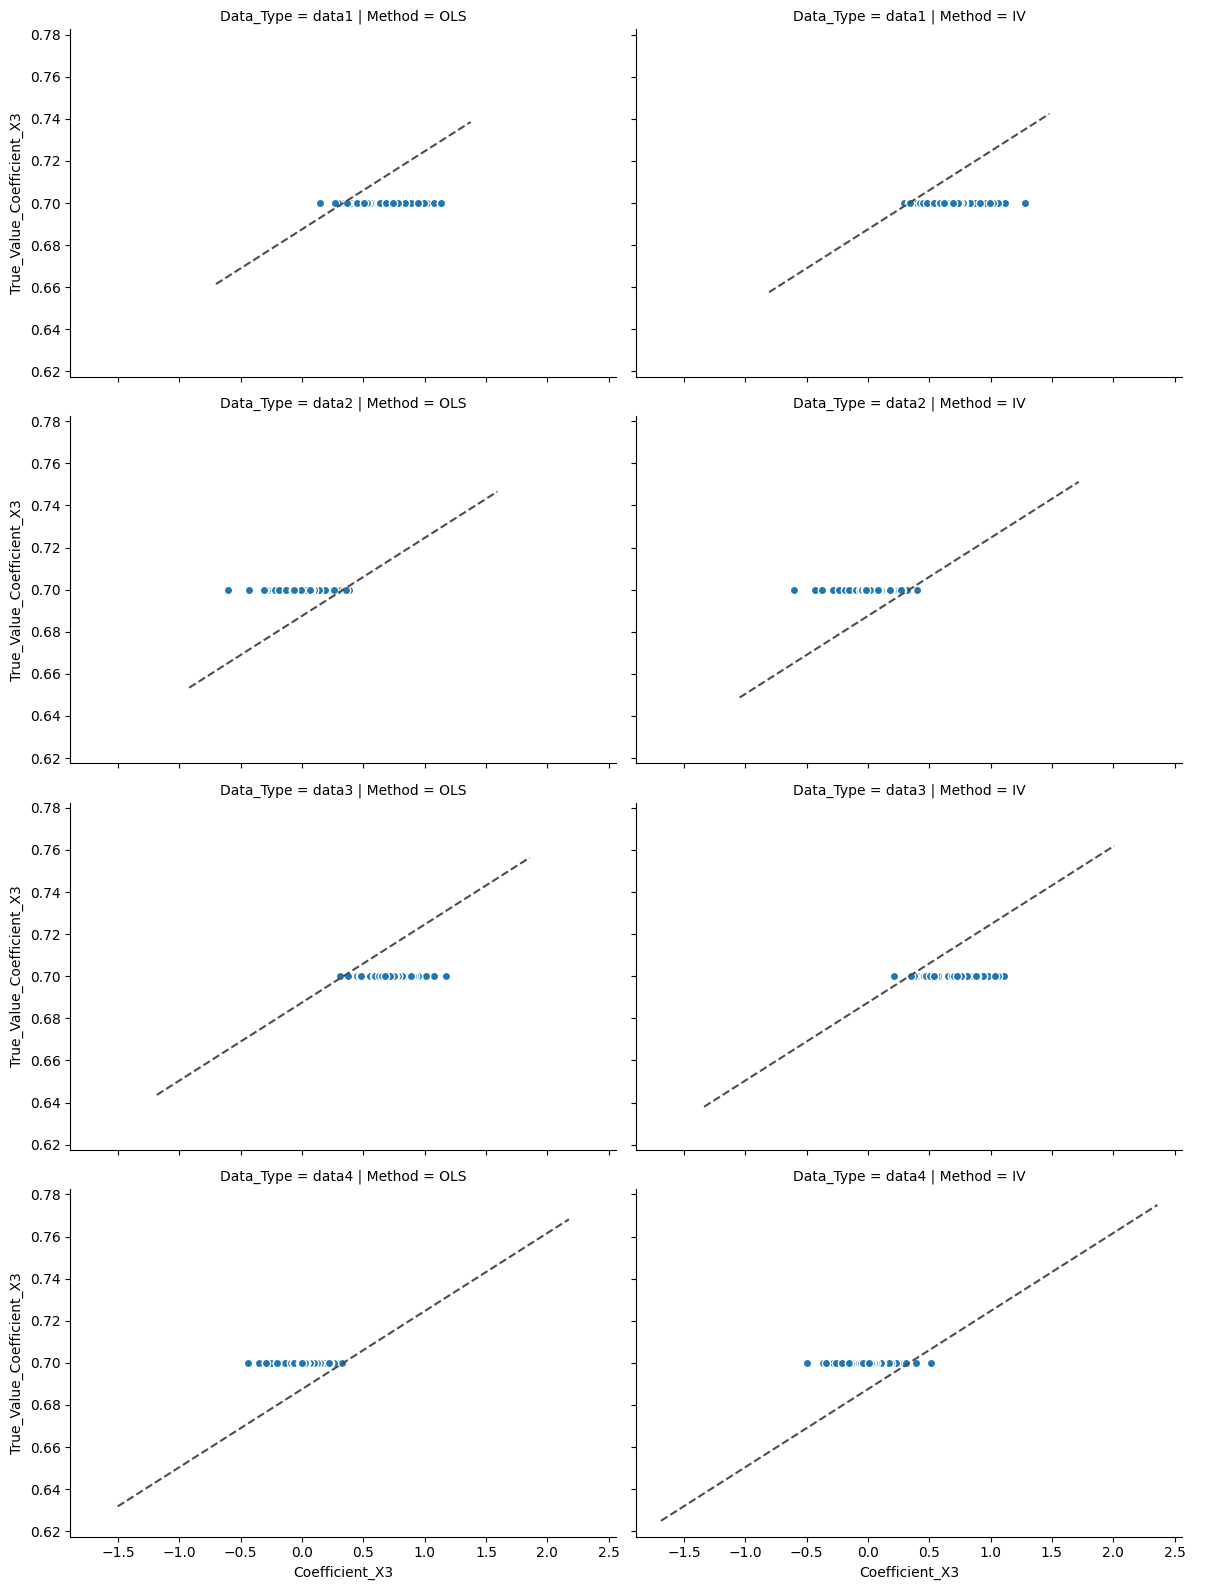 Data_Type = data1 | Method = OLS
Data_Type = data1 | Method = IV
True_Value_Coefficient_X3
0.78
0.76
0.74
0.72
0.70
0.68
0.66
0.64
0.62
Data_Type = data2 | Method = OLS
Data_Type = data2 | Method = IV
True_Value_Coefficient_X3
0.78
0.76
0.74
0.72
0.70
0.68
0.66
0.64
0.62
Data_Type = data3 | Method = OLS
Data_Type = data3 | Method = IV
True_Value_Coefficient_X3
0.78
0.76
0.74
0.72
0.70
0.68
0.66
0.64
0.62
Data_Type = data4 | Method = OLS
Data_Type = data4 | Method = IV
True_Value_Coefficient_X3
0.78
0.76
0.74
0.72
0.70
0.68
0.66
0.64
0.62
−1.5 −1.0 −0.5 0.0 0.5 1.0 1.5 2.0 2.5
Coefficient_X3
−1.5 −1.0 −0.5 0.0 0.5 1.0 1.5 2.0 2.5
Coefficient_X3